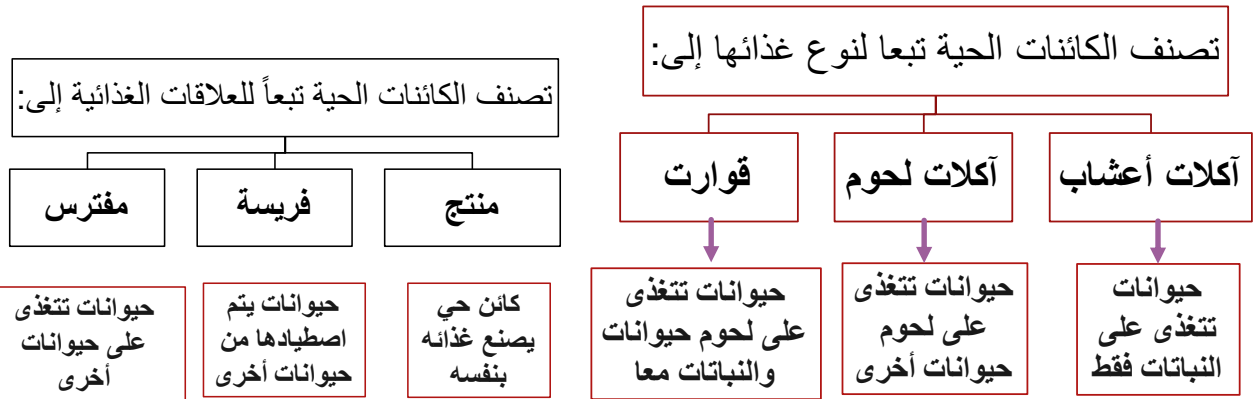 تصنف الكائنات الحية تبعا لنوع غذائها إلى:
آكلات أعشاب
آكلات لحوم
قوارت
حيوانات
تتغذى على
النباتات فقط
حيوانات تتغذى
على لحوم
حيوانات أخرى
حيوانات تتغذى
على لحوم حيوانات
والنباتات معا
تصنف الكائنات الحية تبعاً للعلاقات الغذائية إلى:
منتج
فريسة
مفترس
كائن حي
يصنع غذائه
بنفسه
حيوانات يتم
اصطيادها من
حيوانات أخرى
حيوانات تتغذى
على حيوانات
أخرى